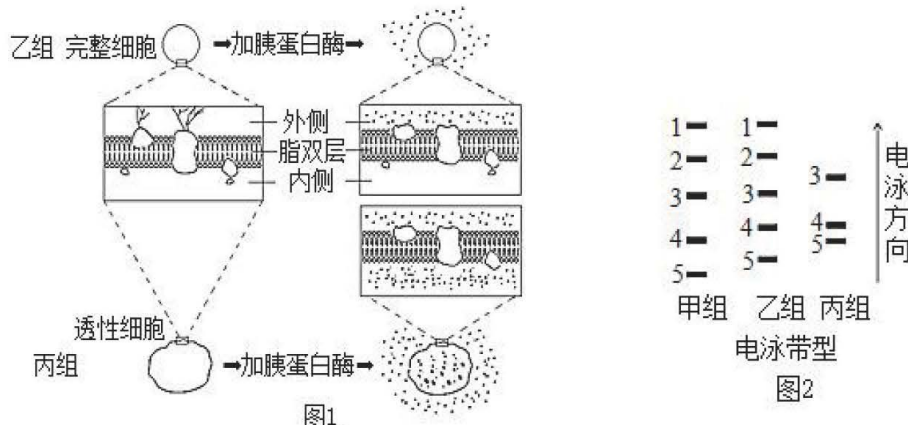 乙组 完整细胞 →加胰蛋白酶→
外侧
脂双层
内侧
透性细胞
丙组 →加胰蛋白酶→
图1
1 1
2 2
3 3 3
4 4 4
5 5 5
甲组 乙组 丙组
电泳方向
电泳带型
图2